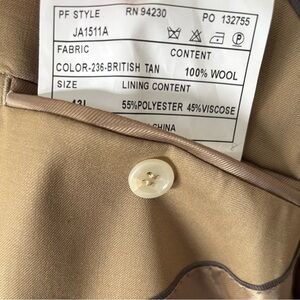 PF STYLE RN 94230 PO 132755
JA1511A
FABRIC CONTENT
COLOR-236-BRITISH TAN 100% WOOL
SIZE LINING CONTENT
43L 55%POLYESTER 45%VISCOSE
CHINA